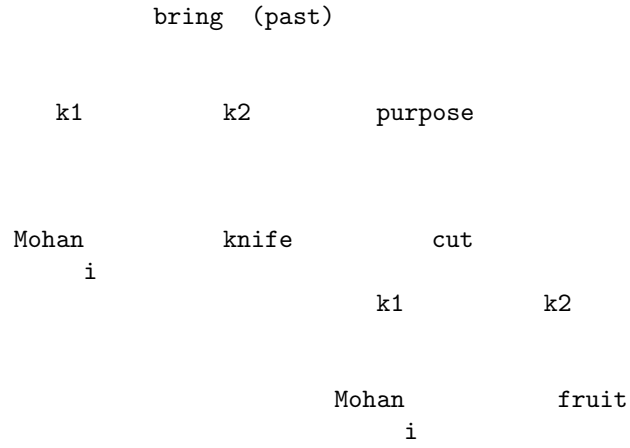 bring (past)
k1 k2 purpose
Mohan knife cut
i
k1 k2
Mohan fruit
i